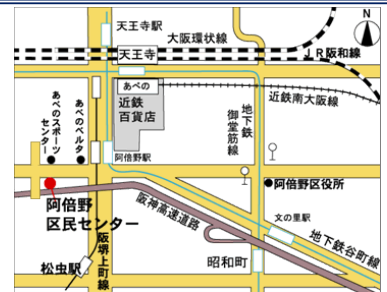 天王寺駅
大阪環状線
N
天王寺
ＪＲ阪和線
あべの
近鉄
百貨店
近鉄南大阪線
地下鉄
御堂筋線
あべのスポーツ
センター
あべのベルタ
阿倍野駅
阿倍野区役所
阿倍野
区民センター
阪神高速道路
文の里駅
地下鉄谷町線
昭和町
松虫駅
阪堺上町線